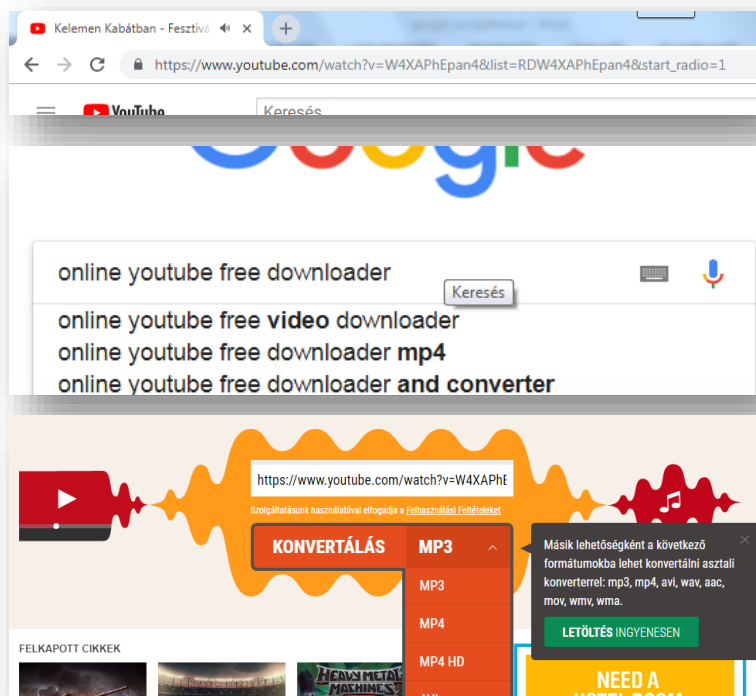 Kelemen Kabátban - Fesztivá
https://www.youtube.com/watch?v=W4XAPhEpan4&list=RDW4XAPhEpan4&start_radio=1
YouTube
Keresés
Google
online youtube free downloader
Keresés
online youtube free video downloader
online youtube free downloader mp4
online youtube free downloader and converter
https://www.youtube.com/watch?v=W4XAPhE
Szolgáltatásunk használatával elfogadja a Felhasználási Feltételeket
KONVERTÁLÁS MP3
MP3
MP4
MP4 HD
AVI
Másik lehetőségként a következő
formátumokba lehet konvertálni asztali
konverterrel: mp3, mp4, avi, wav, aac,
mov, wmv, wma.
LETÖLTÉS INGYENESEN
FELKAPOTT CIKKEK
HEAVY METAL
MACHINES
NEED A
HOTEL ROOM